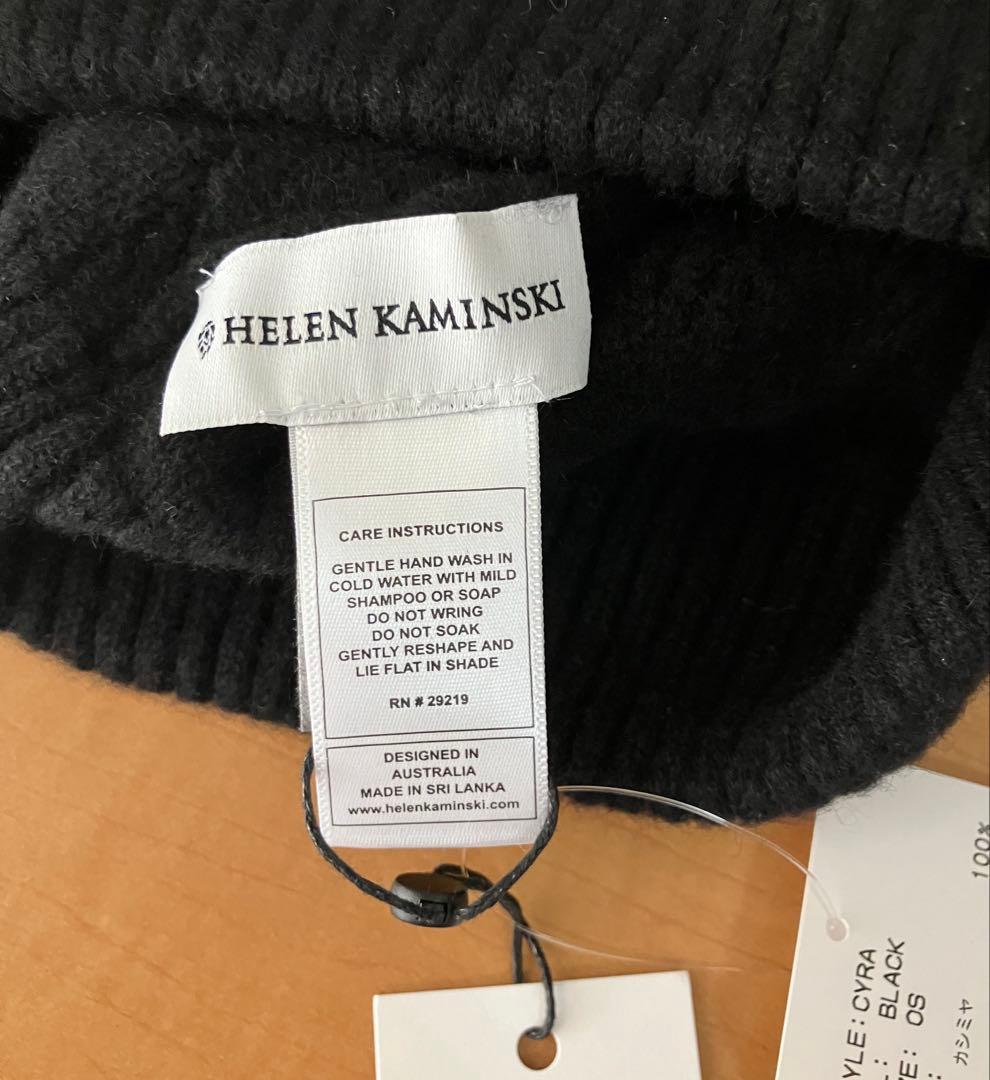 HELEN KAMINSKI
CARE INSTRUCTIONS
GENTLE HAND WASH IN
COLD WATER WITH MILD
SHAMPOO OR SOAP
DO NOT WRING
DO NOT SOAK
GENTLY RESHAPE AND
LIE FLAT IN SHADE
RN # 29219
DESIGNED IN
AUSTRALIA
MADE IN SRI LANKA
www.helenkaminski.com
YLE: CYRA
: BLACK
E: OS
: カシミヤ
100%